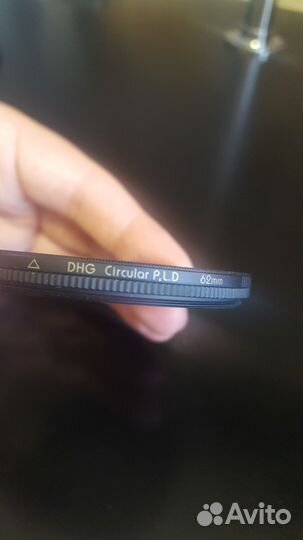 △ DHG Circular P.L.D 62mm
Avito